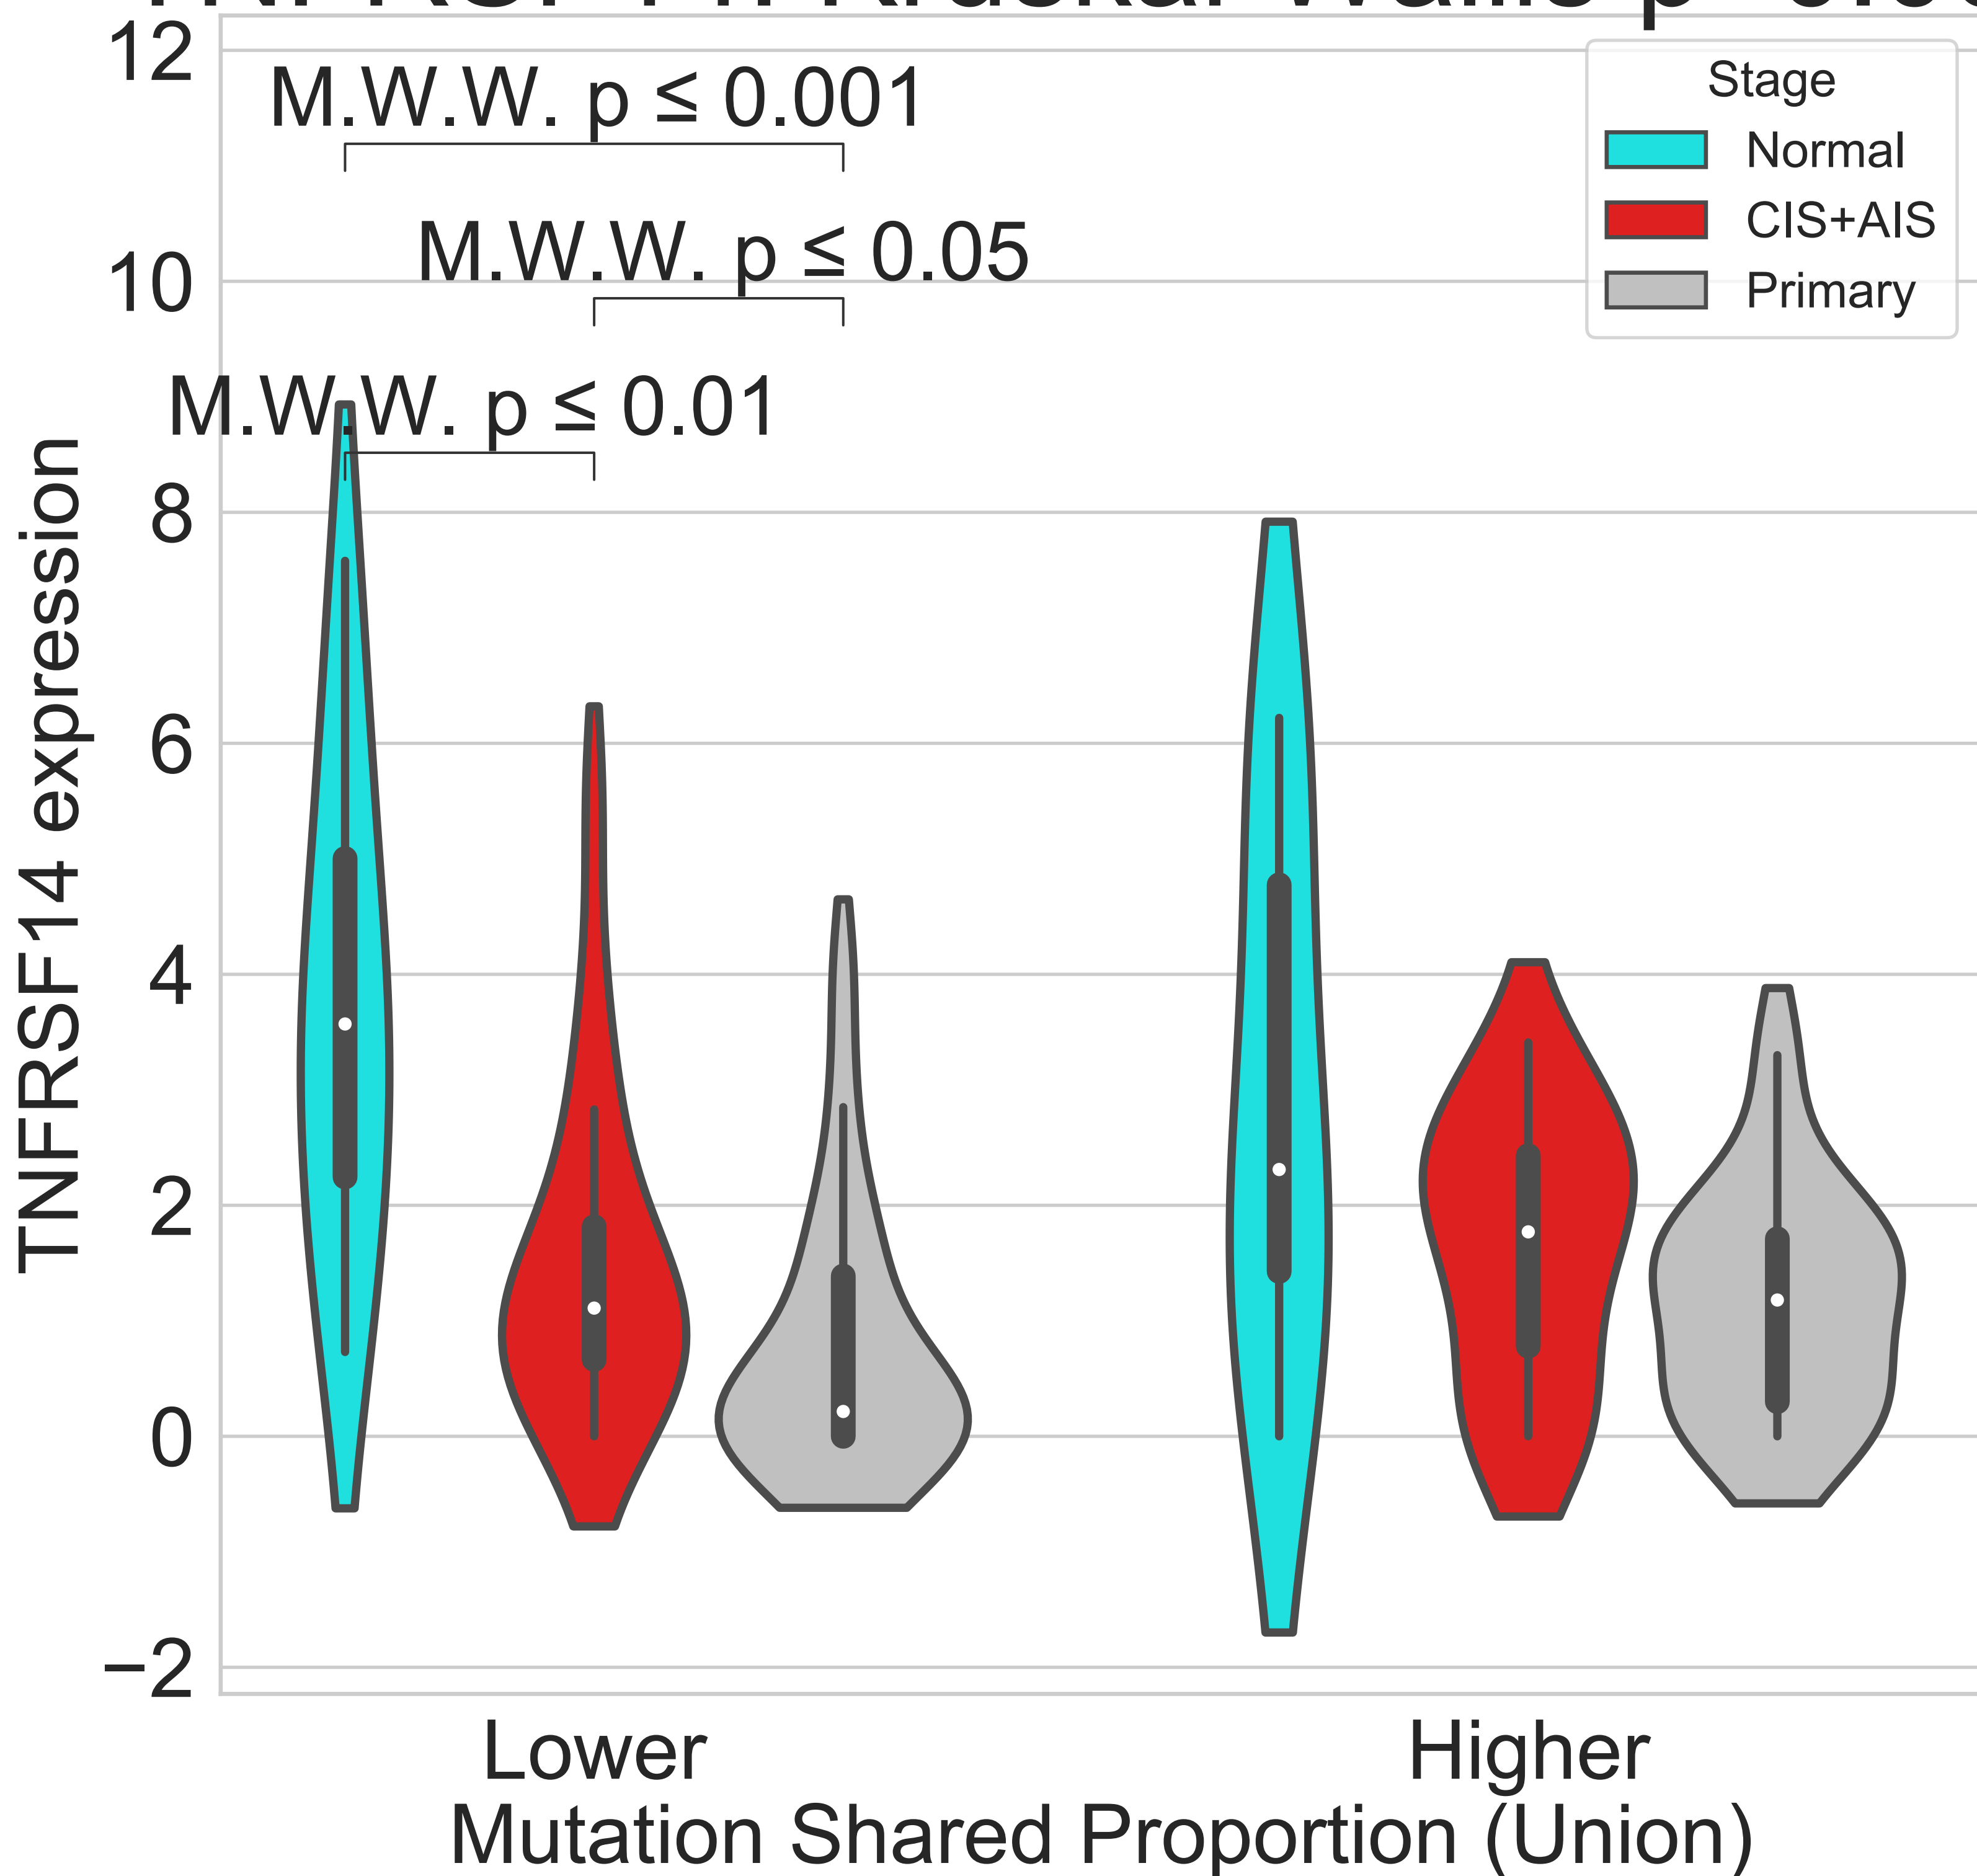 12
M.W.W. p ≤ 0.001
Stage
Normal
CIS+AIS
Primary
M.W.W. p ≤ 0.05
10
M.W.W. p ≤ 0.01
8
6
4
2
0
−2
TNFRSF14 expression
Lower
Higher
Mutation Shared Proportion (Union)